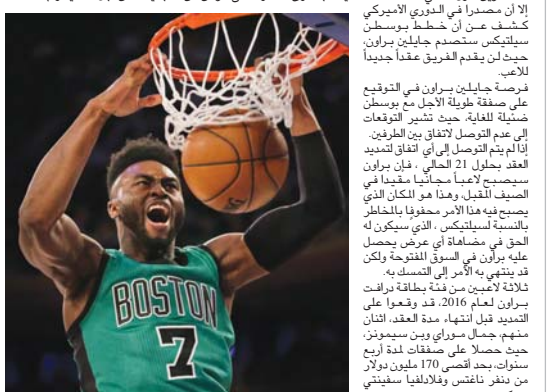 إلا أن مصدرا في الدوري الأميركي
كشف عن أن خطط بوسطن
سيلتيكس ستصدم جايلين براون،
حيث لن يقدم الفريق عقداً جديداً
للاعب.
فرصة جايلين براون في التوقيع
على صفقة طويلة الأجل مع بوسطن
ضئيلة للغاية، حيث تشير التوقعات
إلى عدم التوصل لاتفاق بين الطرفين.
إذا لم يتم التوصل إلى أي اتفاق لتمديد
العقد بحلول 21 الحالي ، فإن براون
سيصبح لاعباً مجانيا مقيدا في
الصيف المقبل، وهذا هو المكان الذي
يصبح فيه هذا الأمر محفوفا بالمخاطر
بالنسبة لسيلتيكس ، الذي سيكون له
الحق في مضاهاة أي عرض يحصل
عليه براون في السوق المفتوحة ولكن
قد ينتهي به الأمر إلى التمسك به.
ثلاثة لاعبين من فئة بطاقة درافت
براون لعام 2016، قد وقعوا على
التمديد قبل انتهاء مدة العقد، اثنان
منهم، جمال موراي وبن سيمونز،
حيث حصلا على صفقات لمدة أربع
سنوات، بحد أقصى 170 مليون دولار
من دنفر ناغتس وفلادلفيا سفينتي
BOSTON
7